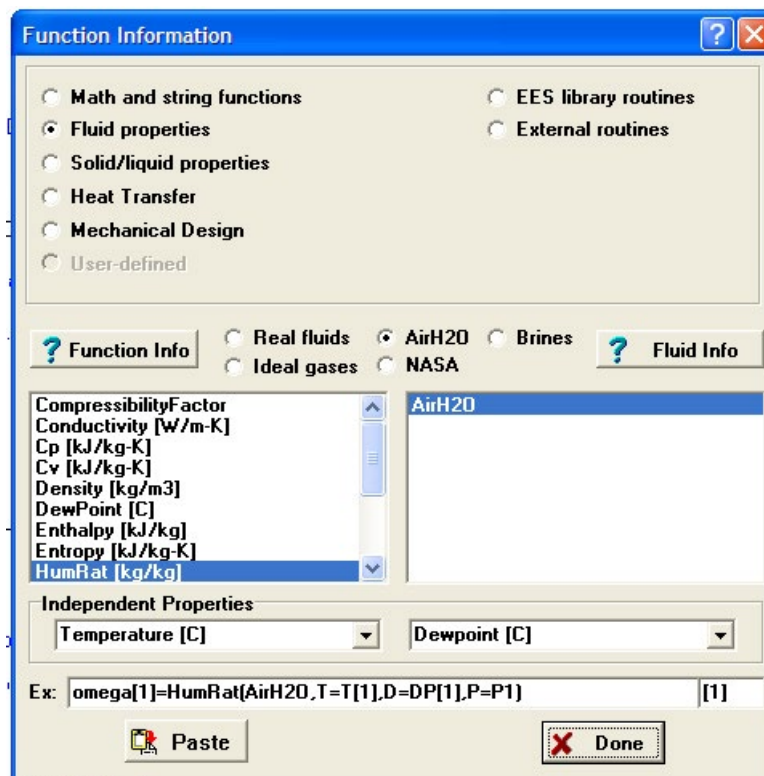 Function Information
Math and string functions
EES library routines
Fluid properties
External routines
Solid/liquid properties
Heat Transfer
Mechanical Design
User-defined
? Function Info
Real fluids
AirH2O
Brines
? Fluid Info
Ideal gases
NASA
CompressibilityFactor
AirH2O
Conductivity [W/m-K]
Cp [kJ/kg-K]
Cv [kJ/kg-K]
Density [kg/m3]
DewPoint [C]
Enthalpy [kJ/kg]
Entropy [kJ/kg-K]
HumRat [kg/kg]
Independent Properties
Temperature [C]
Dewpoint [C]
Ex: omega[1]=HumRat(AirH2O,T=T[1],D=DP[1],P=P1) [1]
Paste
Done